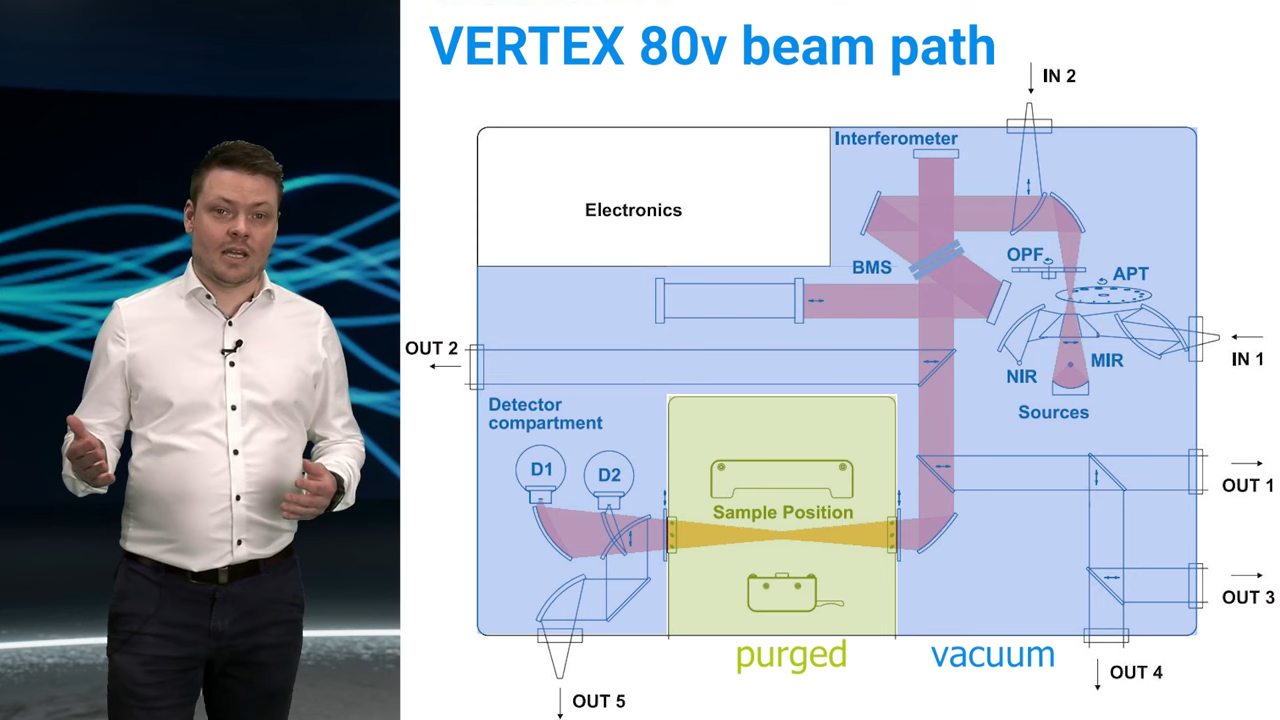 VERTEX 80v beam path
IN 2
Interferometer
Electronics
BMS
OPF
APT
OUT 2
IN 1
NIR
MIR
Sources
Detector
compartment
D1
D2
OUT 1
Sample Position
OUT 3
purged
vacuum
OUT 4
OUT 5